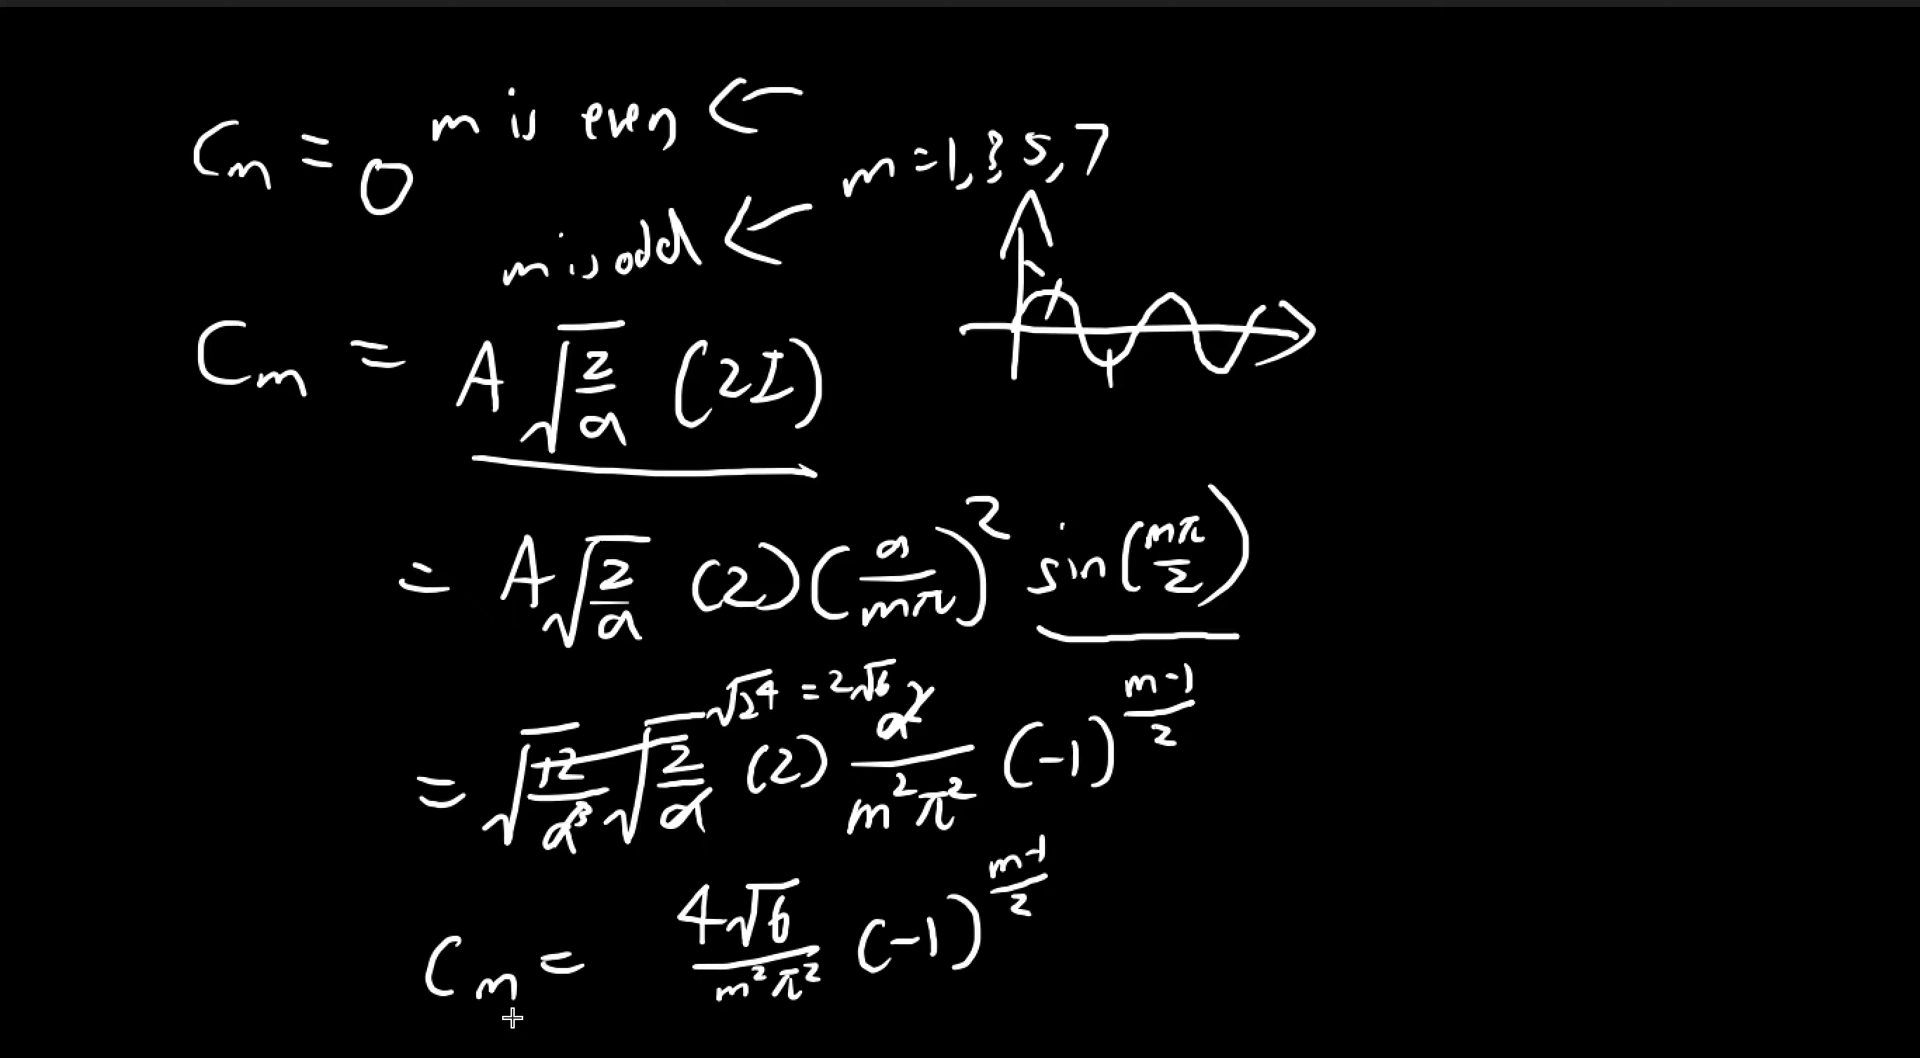 Cm = 0 m is even ←
m = 1, 3, 5, 7
m is odd ←
Cm = A √(2/a) (2I)
= A √(2/a) (2) (a/mπ)² sin(mπ/2)
√24 = 2√6
= √(12/a³) √(2/a) (2) a²/m²π² (-1)^((m-1)/2)
Cm = 4√6/m²π² (-1)^((m-1)/2)